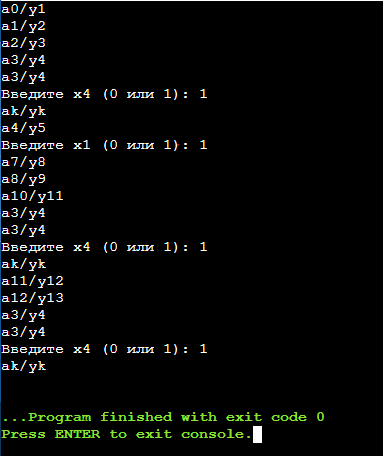 a0/y1
a1/y2
a2/y3
a3/y4
a3/y4
Введите x4 (0 или 1): 1
ak/yk
a4/y5
Введите x1 (0 или 1): 1
a7/y8
a8/y9
a10/y11
a3/y4
a3/y4
Введите x4 (0 или 1): 1
ak/yk
a11/y12
a12/y13
a3/y4
a3/y4
Введите x4 (0 или 1): 1
ak/yk
...Program finished with exit code 0
Press ENTER to exit console.